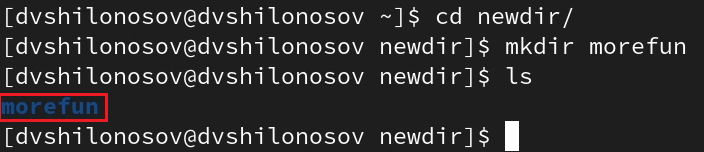 [dvshilonosov@dvshilonosov ~]$ cd newdir/
[dvshilonosov@dvshilonosov newdir]$ mkdir morefun
[dvshilonosov@dvshilonosov newdir]$ ls
morefun
[dvshilonosov@dvshilonosov newdir]$